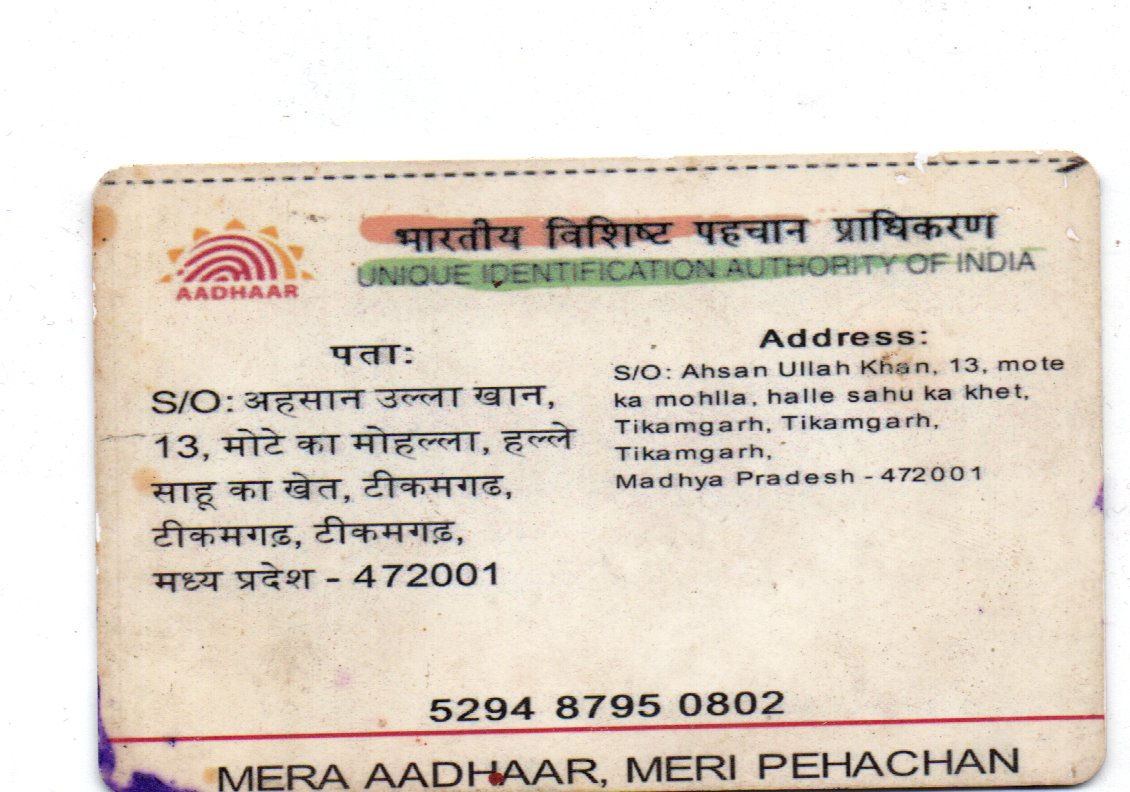 भारतीय विशिष्ट पहचान प्राधिकरण
UNIQUE IDENTIFICATION AUTHORITY OF INDIA
AADHAAR
पता:
S/O: अहसान उल्ला खान,
13, मोटे का मोहल्ला, हल्ले
साहू का खेत, टीकमगढ,
टीकमगढ़, टीकमगढ़,
मध्य प्रदेश - 472001
Address:
S/O: Ahsan Ullah Khan, 13, mote
ka mohlla, halle sahu ka khet,
Tikamgarh, Tikamgarh,
Tikamgarh,
Madhya Pradesh - 472001
5294 8795 0802
MERA AADHAAR, MERI PEHACHAN